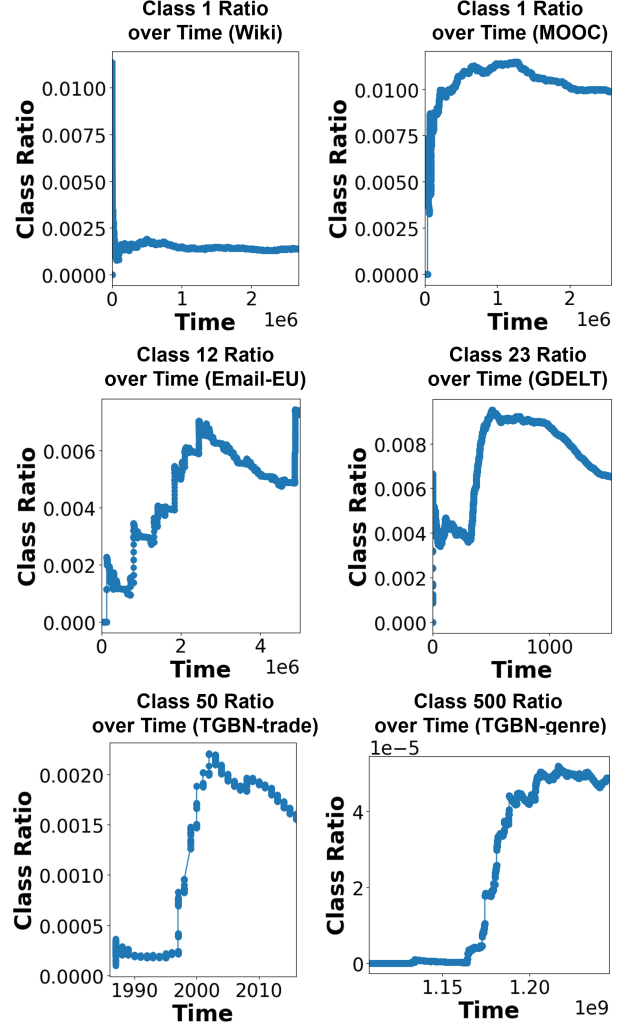 Class 1 Ratio
over Time (Wiki)
0.0100
0.0075
0.0050
0.0025
0.0000
Class Ratio
0 1 2
1e6
Time
Class 1 Ratio
over Time (MOOC)
0.0100
0.0075
0.0050
0.0025
0.0000
Class Ratio
0 1 2
1e6
Time
Class 12 Ratio
over Time (Email-EU)
0.006
0.004
0.002
0.000
Class Ratio
0 2 4
1e6
Time
Class 23 Ratio
over Time (GDELT)
0.008
0.006
0.004
0.002
0.000
Class Ratio
0 1000
Time
Class 50 Ratio
over Time (TGBN-trade)
0.0020
0.0015
0.0010
0.0005
0.0000
Class Ratio
1990 2000 2010
Time
Class 500 Ratio
over Time (TGBN-genre)
1e-5
4
2
0
Class Ratio
1.15 1.20
1e9
Time